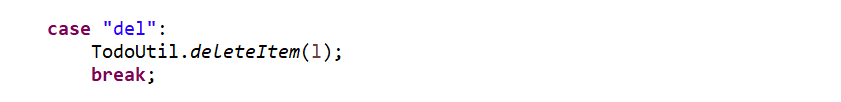 case "del":
TodoUtil.deleteItem(l);
break;